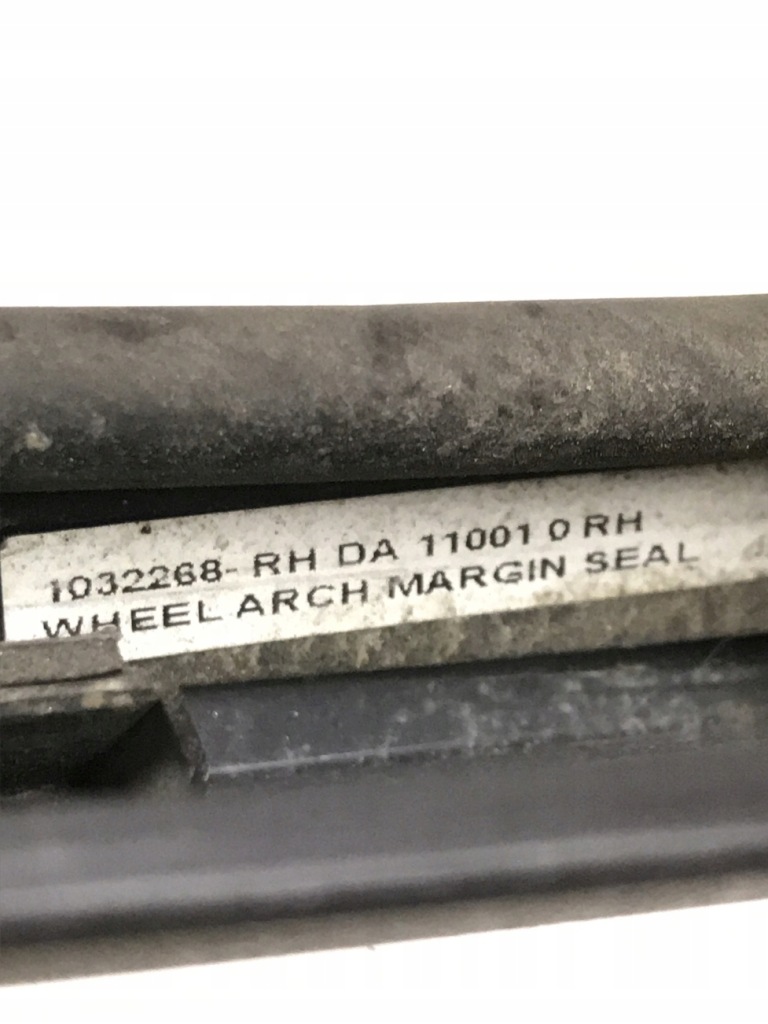 1032268-RH DA 11001 0 RH
WHEEL ARCH MARGIN SEAL